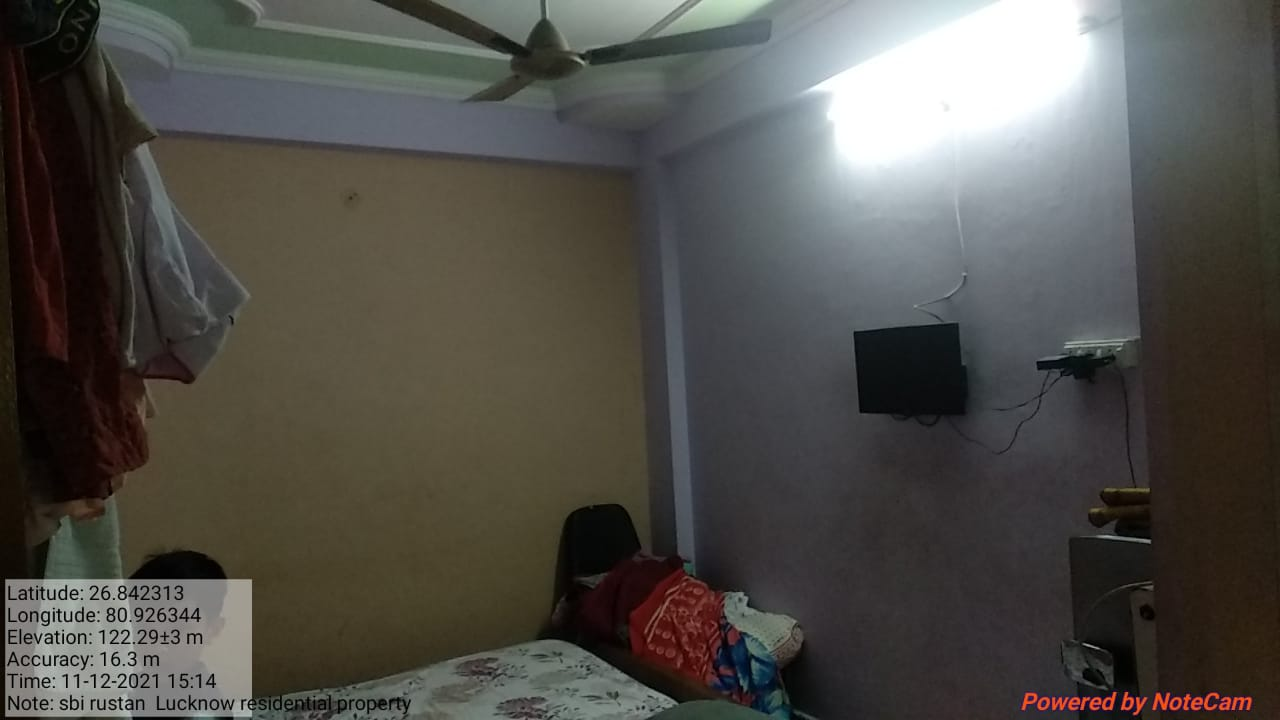 INO
Latitude: 26.842313
Longitude: 80.926344
Elevation: 122.29±3 m
Accuracy: 16.3 m
Time: 11-12-2021 15:14
Note: sbi rustan  Lucknow residential property
Powered by NoteCam